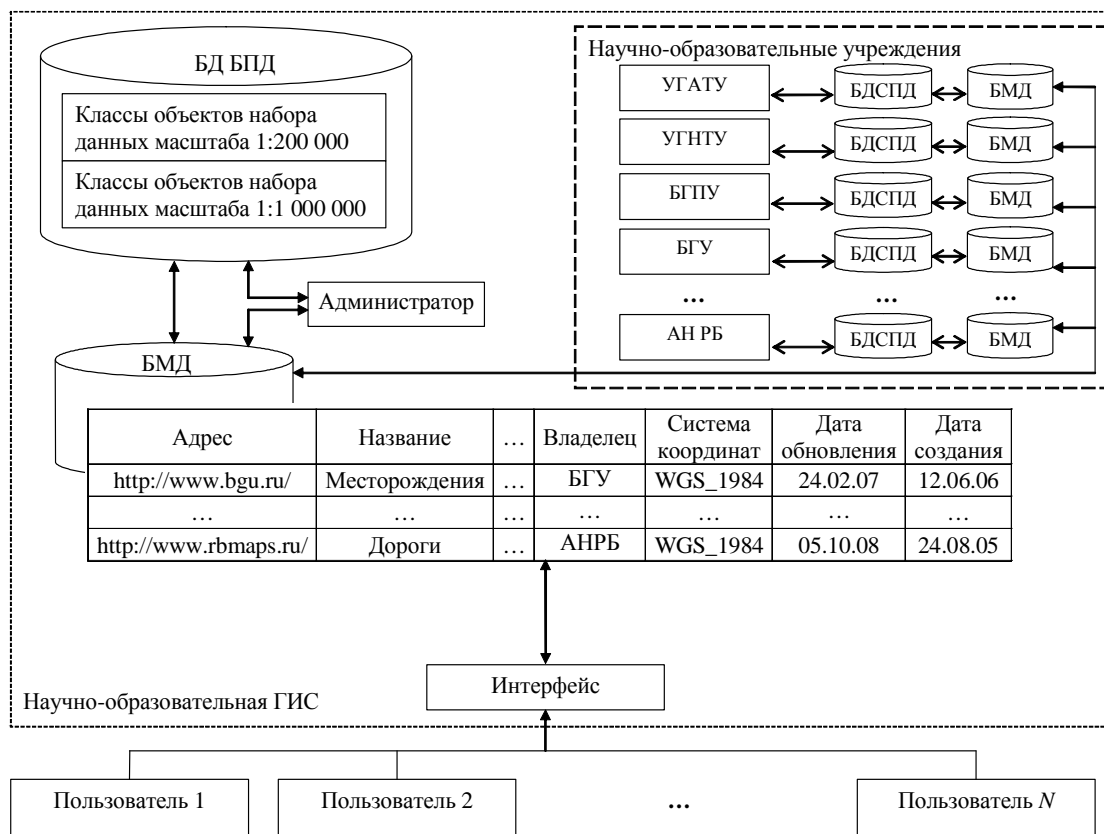 БД БПД
Классы объектов набора
данных масштаба 1:200 000
Классы объектов набора
данных масштаба 1:1 000 000
Администратор
Научно-образовательные учреждения
УГАТУ БДСПД БМД
УГНТУ БДСПД БМД
БГПУ БДСПД БМД
БГУ БДСПД БМД
... ... ...
АН РБ БДСПД БМД
БМД
Адрес Название … Владелец Система координат Дата обновления Дата создания
http://www.bgu.ru/ Месторождения … БГУ WGS_1984 24.02.07 12.06.06
… … … … … … …
http://www.rbmaps.ru/ Дороги … АНРБ WGS_1984 05.10.08 24.08.05
Интерфейс
Научно-образовательная ГИС
Пользователь 1 Пользователь 2 ... Пользователь N